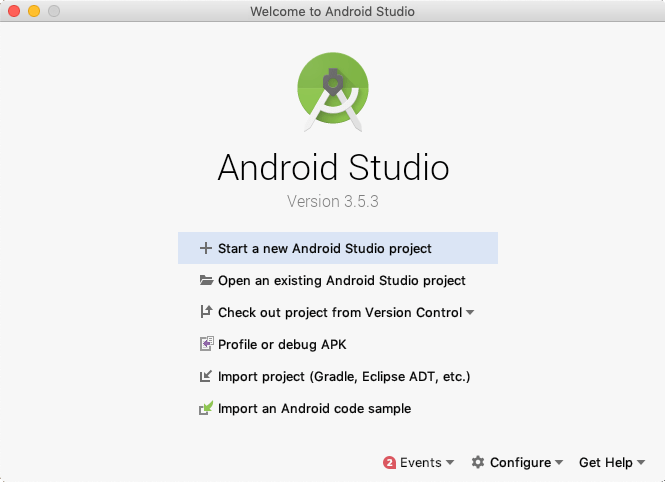 Welcome to Android Studio
Android Studio
Version 3.5.3
Start a new Android Studio project
Open an existing Android Studio project
Check out project from Version Control
Profile or debug APK
Import project (Gradle, Eclipse ADT, etc.)
Import an Android code sample
2 Events Configure Get Help